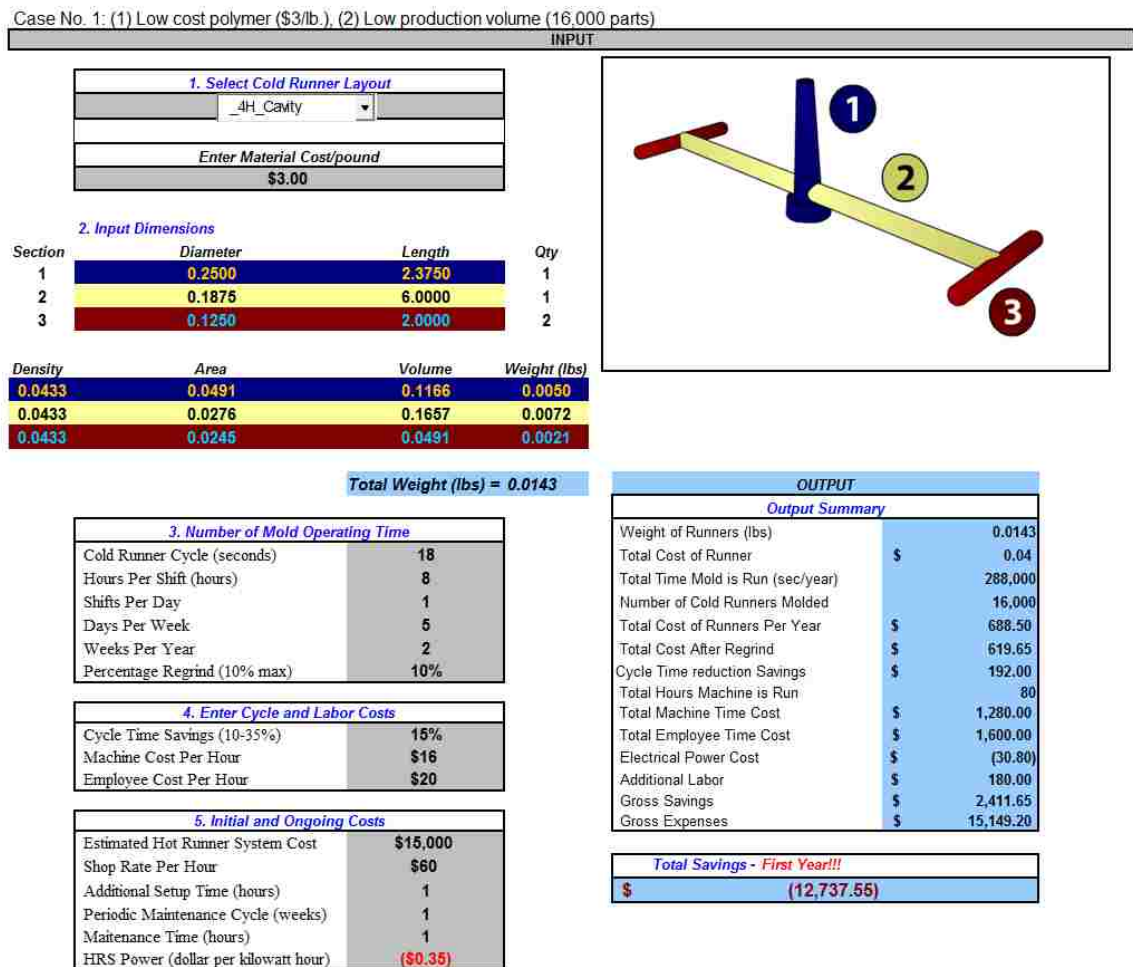 Case No. 1: (1) Low cost polymer ($3/lb.), (2) Low production volume (16,000 parts)
INPUT
1. Select Cold Runner Layout
_4H_Cavity
Enter Material Cost/pound
$3.00
1
2
3
2. Input Dimensions
Section Diameter Length Qty
1 0.2500 2.3750 1
2 0.1875 6.0000 1
3 0.1250 2.0000 2
Density Area Volume Weight (lbs)
0.0433 0.0491 0.1166 0.0050
0.0433 0.0276 0.1657 0.0072
0.0433 0.0245 0.0491 0.0021
Total Weight (lbs) = 0.0143
3. Number of Mold Operating Time
Cold Runner Cycle (seconds) 18
Hours Per Shift (hours) 8
Shifts Per Day 1
Days Per Week 5
Weeks Per Year 2
Percentage Regrind (10% max) 10%
4. Enter Cycle and Labor Costs
Cycle Time Savings (10-35%) 15%
Machine Cost Per Hour $16
Employee Cost Per Hour $20
5. Initial and Ongoing Costs
Estimated Hot Runner System Cost $15,000
Shop Rate Per Hour $60
Additional Setup Time (hours) 1
Periodic Maintenance Cycle (weeks) 1
Maitenance Time (hours) 1
HRS Power (dollar per kilowatt hour) ($0.35)
OUTPUT
Output Summary
Weight of Runners (lbs) 0.0143
Total Cost of Runner $ 0.04
Total Time Mold is Run (sec/year) 288,000
Number of Cold Runners Molded 16,000
Total Cost of Runners Per Year $ 688.50
Total Cost After Regrind $ 619.65
Cycle Time reduction Savings $ 192.00
Total Hours Machine is Run 80
Total Machine Time Cost $ 1,280.00
Total Employee Time Cost $ 1,600.00
Electrical Power Cost $ (30.80)
Additional Labor $ 180.00
Gross Savings $ 2,411.65
Gross Expenses $ 15,149.20
Total Savings - First Year!!!
$ (12,737.55)